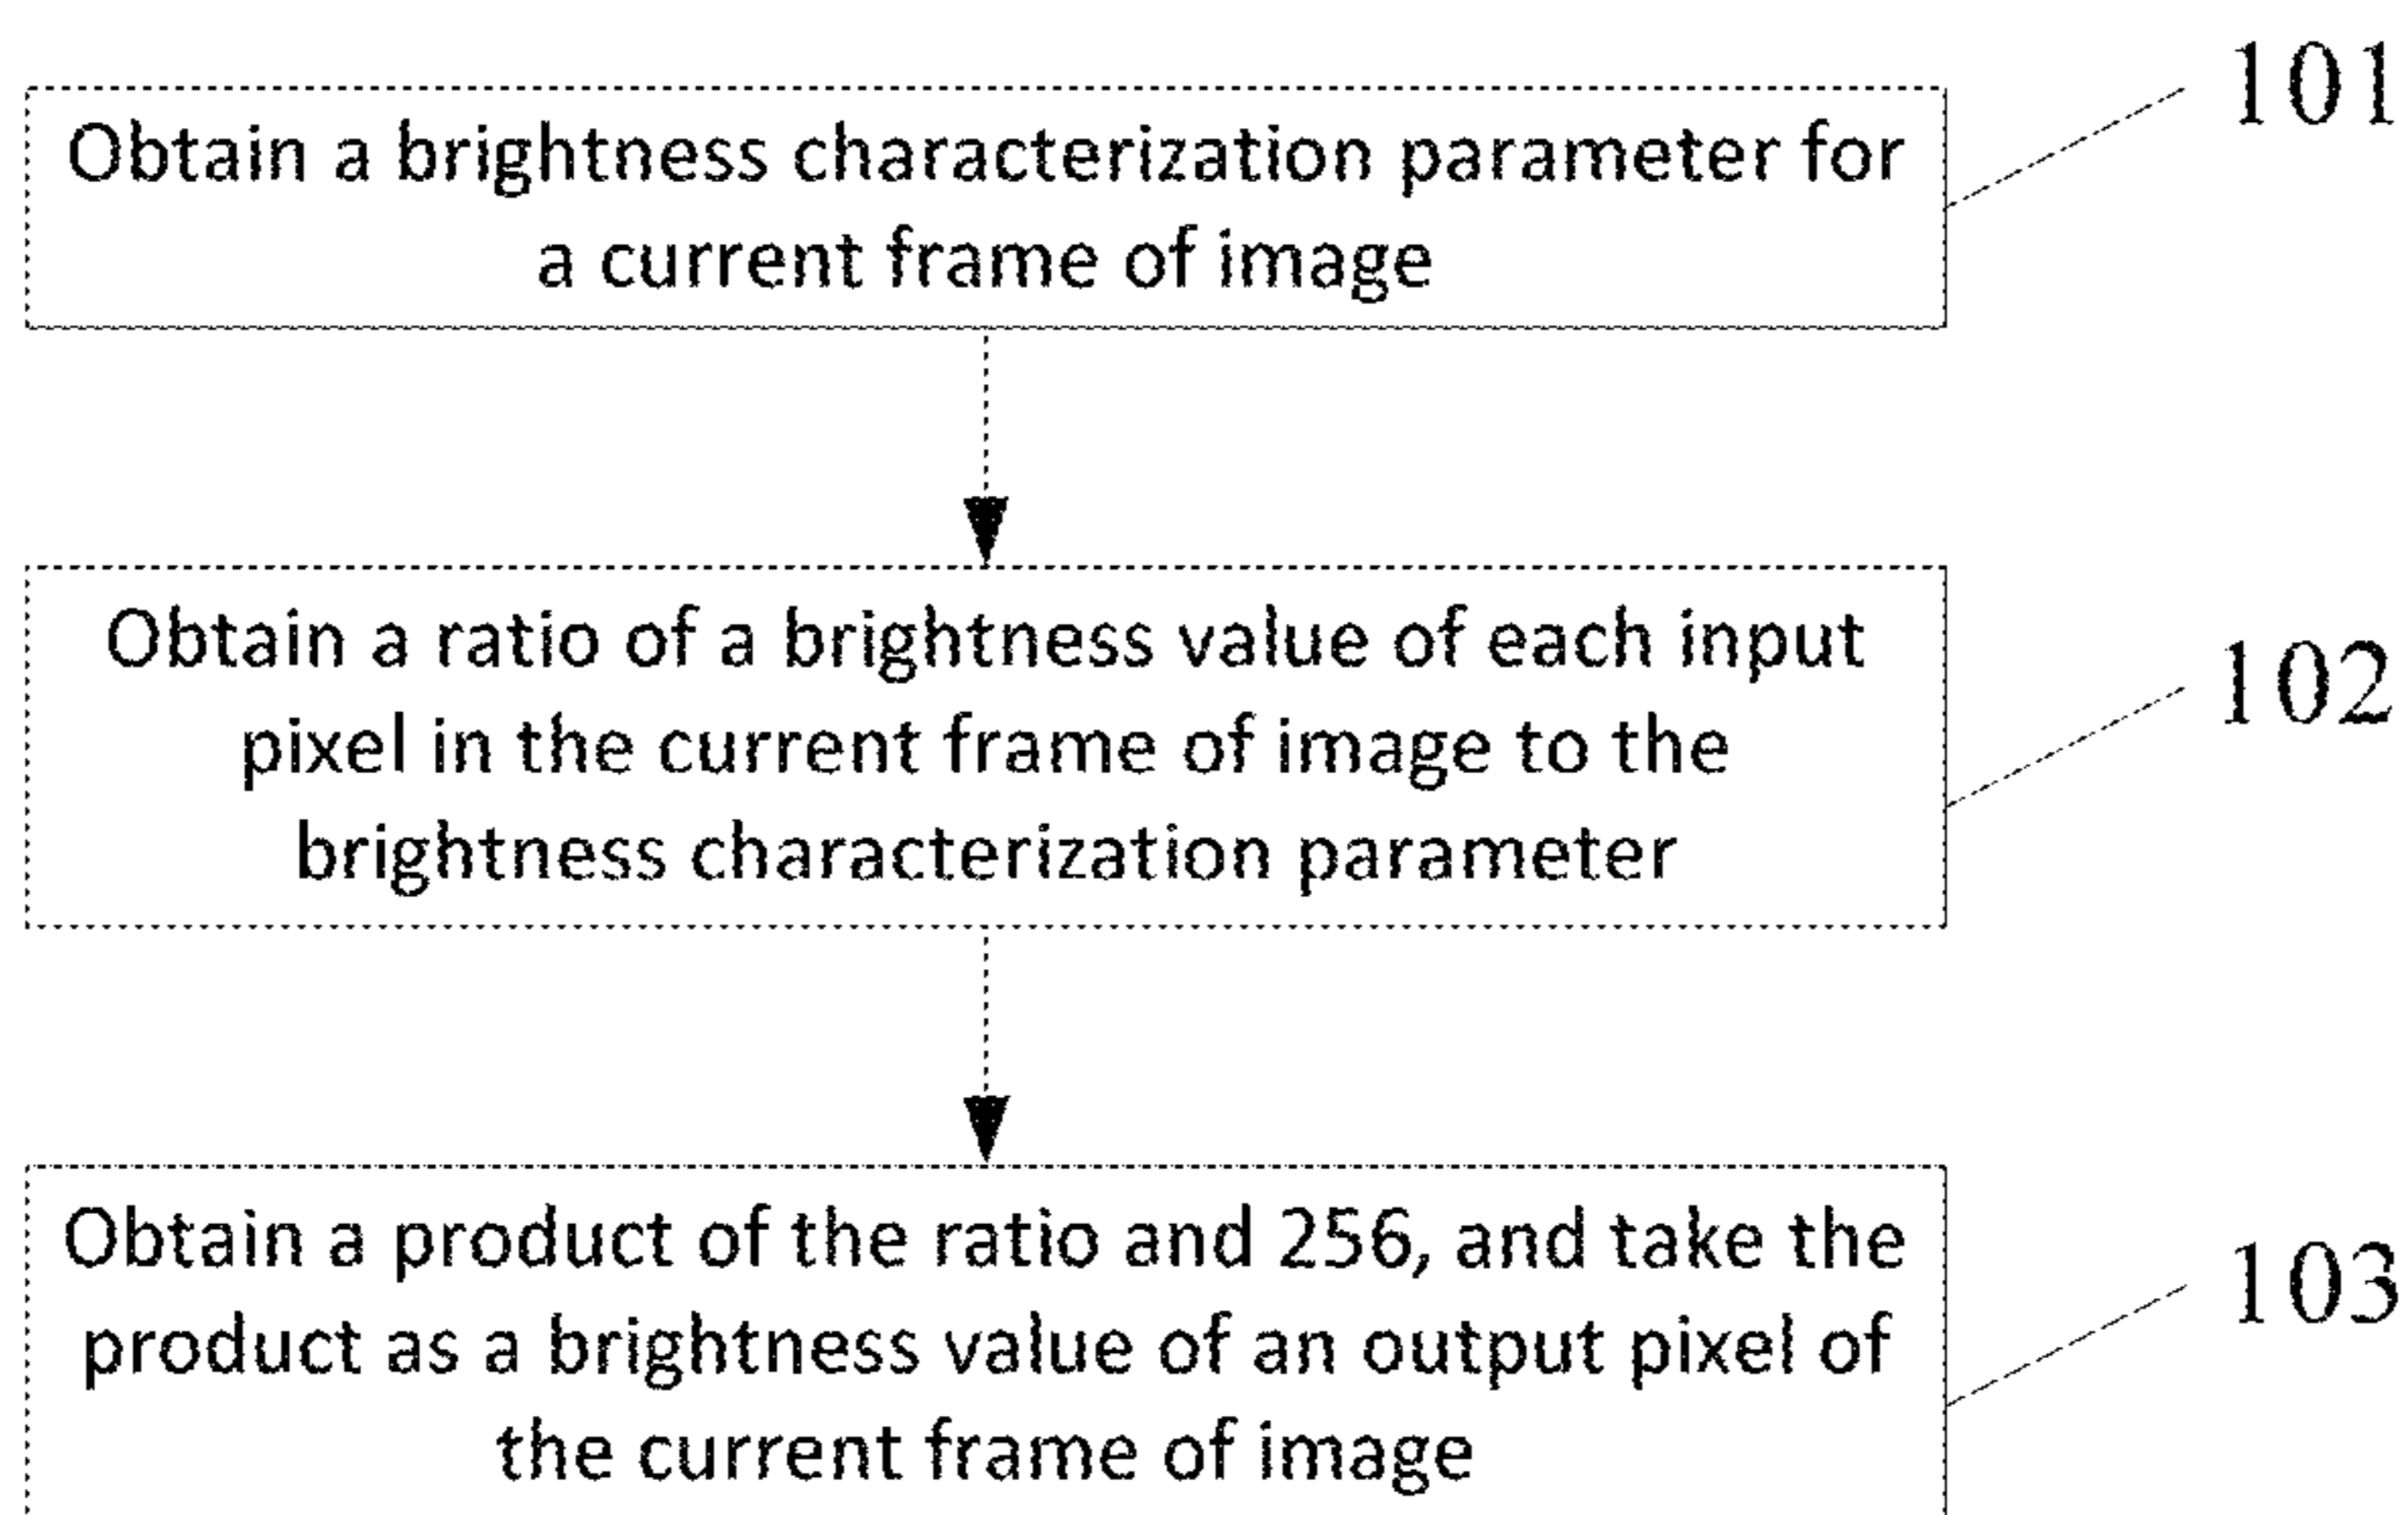 101
Obtain a brightness characterization parameter for
a current frame of image
Obtain a ratio of a brightness value of each input
pixel in the current frame of image to the
brightness characterization parameter
102
Obtain a product of the ratio and 256, and take the
product as a brightness value of an output pixel of
the current frame of image
103